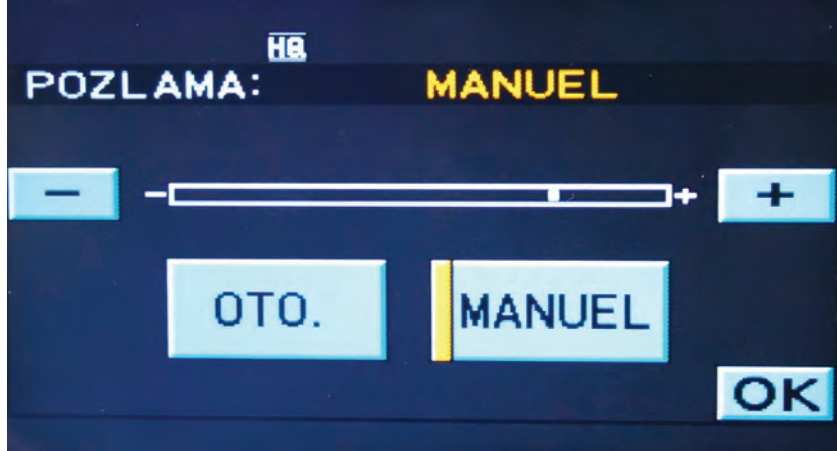 HQ
POZLAMA: MANUEL
- - + +
OTO. MANUEL
OK